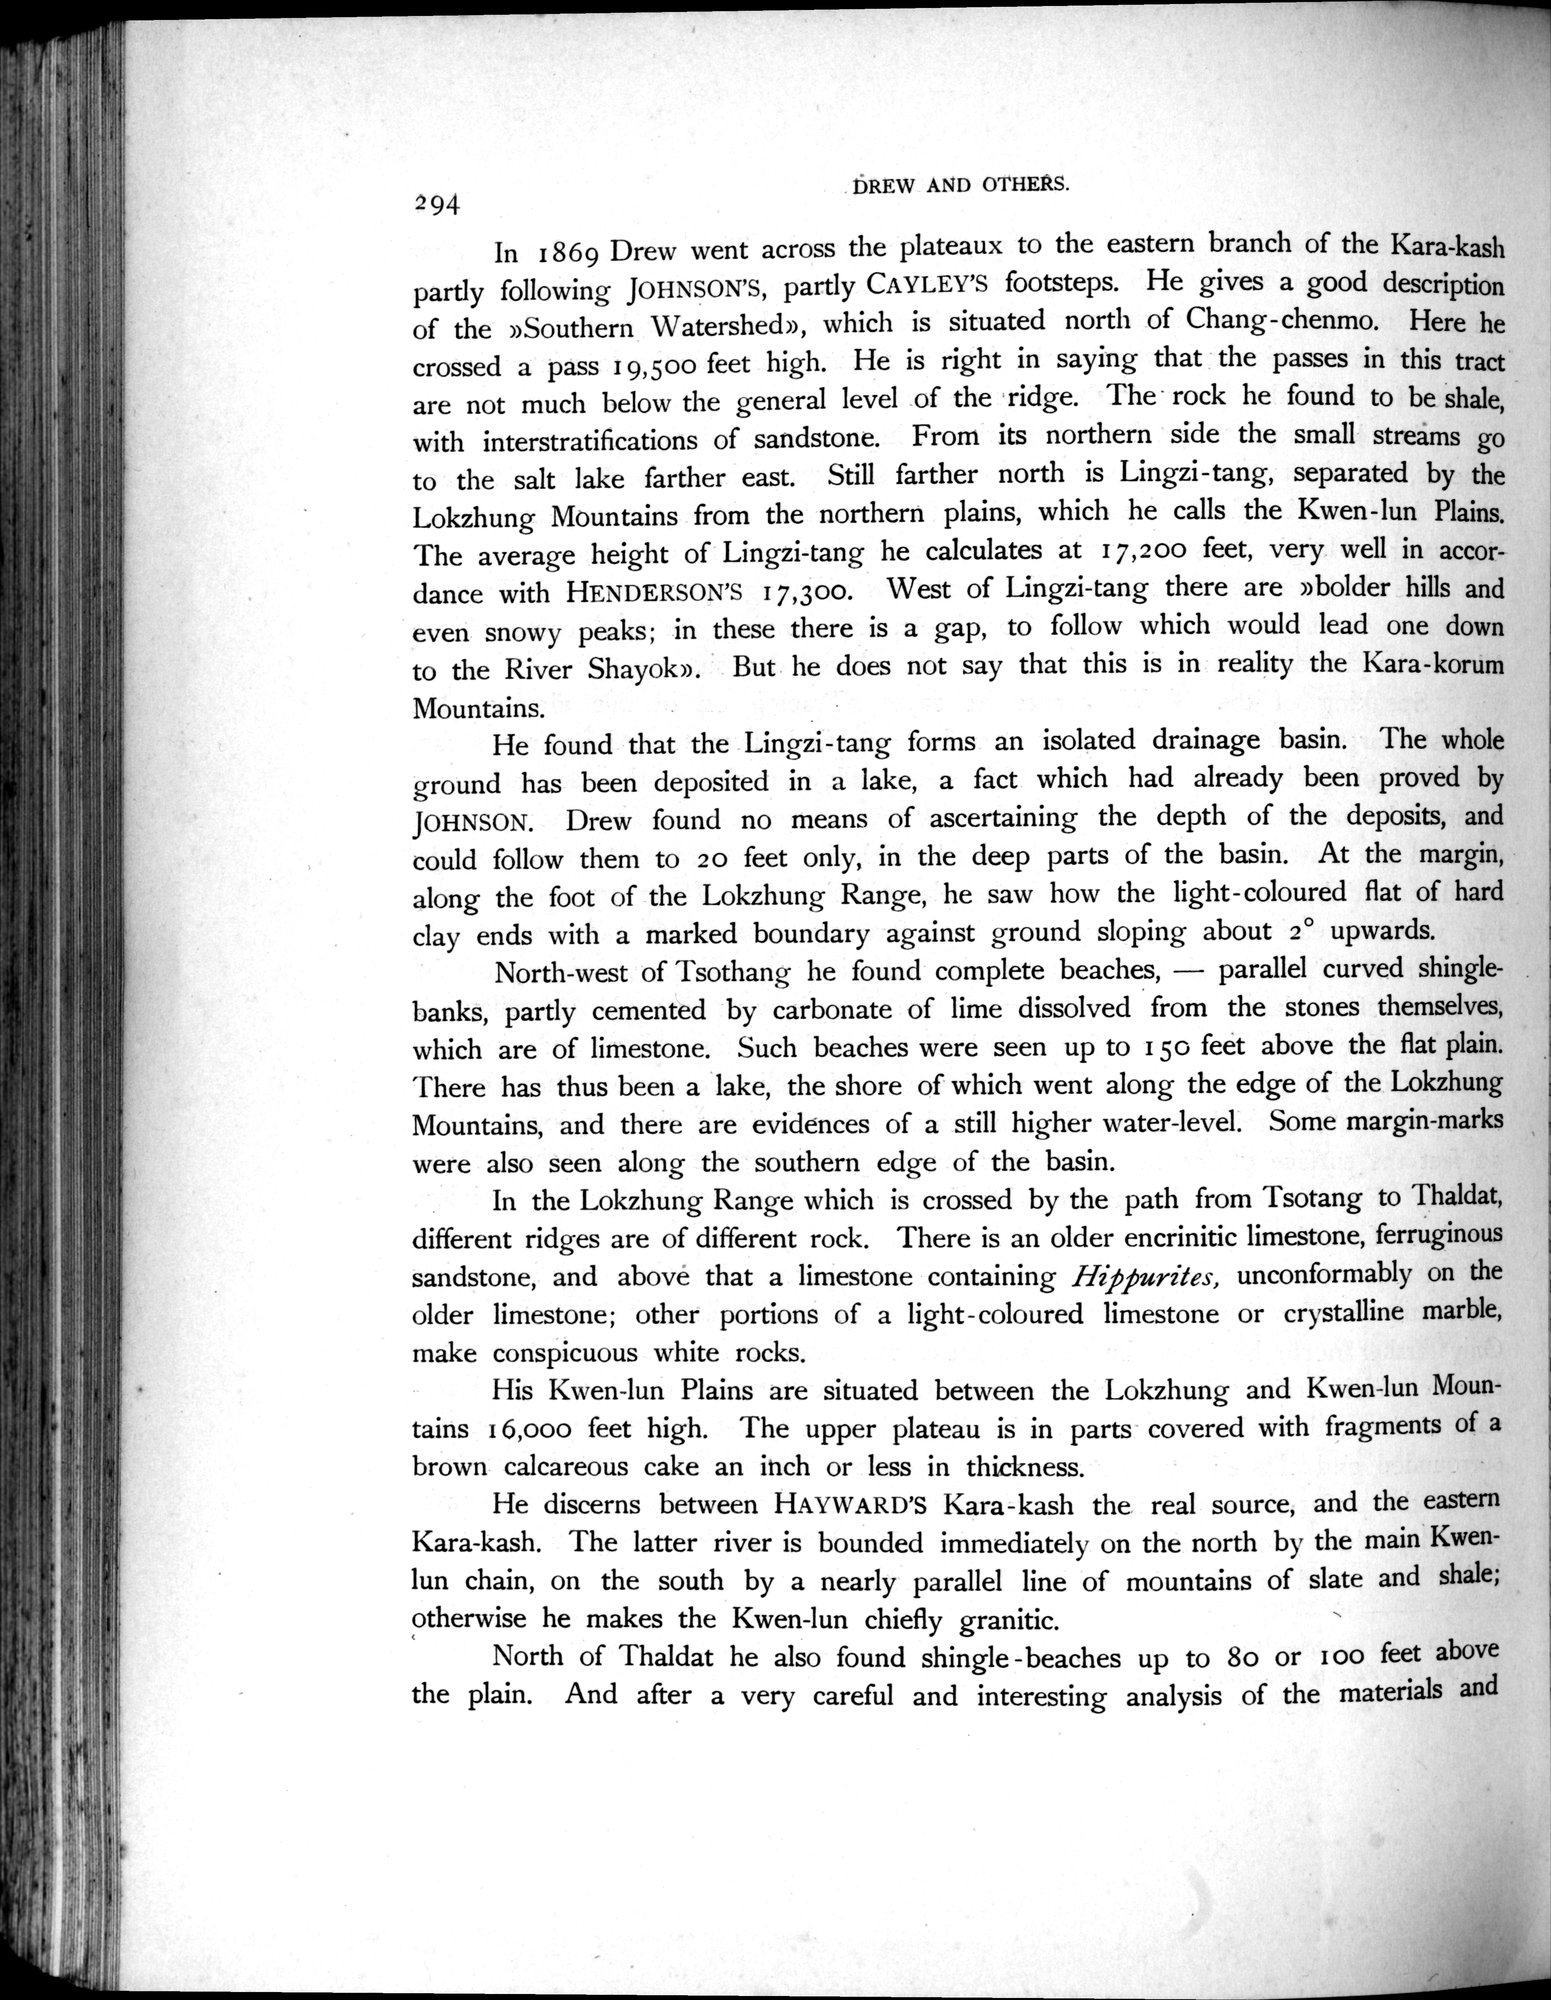 294
DREW AND OTHERS.
In 1869 Drew went across the plateaux to the eastern branch of the Kara-kash
partly following JOHNSON'S, partly CAYLEY'S footsteps. He gives a good description
of the »Southern Watershed», which is situated north of Chang-chenmo. Here he
crossed a pass 19,500 feet high. He is right in saying that the passes in this tract
are not much below the general level of the ridge. The rock he found to be shale,
with interstratifications of sandstone. From its northern side the small streams go
to the salt lake farther east. Still farther north is Lingzi-tang, separated by the
Lokzhung Mountains from the northern plains, which he calls the Kwen-lun Plains.
The average height of Lingzi-tang he calculates at 17,200 feet, very well in accor-
dance with HENDERSON'S 17,300. West of Lingzi-tang there are »bolder hills and
even snowy peaks; in these there is a gap, to follow which would lead one down
to the River Shayok». But he does not say that this is in reality the Kara-korum
Mountains.
He found that the Lingzi-tang forms an isolated drainage basin. The whole
ground has been deposited in a lake, a fact which had already been proved by
JOHNSON. Drew found no means of ascertaining the depth of the deposits, and
could follow them to 20 feet only, in the deep parts of the basin. At the margin,
along the foot of the Lokzhung Range, he saw how the light-coloured flat of hard
clay ends with a marked boundary against ground sloping about 2° upwards.
North-west of Tsothang he found complete beaches, — parallel curved shingle-
banks, partly cemented by carbonate of lime dissolved from the stones themselves,
which are of limestone. Such beaches were seen up to 150 feet above the flat plain.
There has thus been a lake, the shore of which went along the edge of the Lokzhung
Mountains, and there are evidences of a still higher water-level. Some margin-marks
were also seen along the southern edge of the basin.
In the Lokzhung Range which is crossed by the path from Tsotang to Thaldat,
different ridges are of different rock. There is an older encrinitic limestone, ferruginous
sandstone, and above that a limestone containing Hippurites, unconformably on the
older limestone; other portions of a light-coloured limestone or crystalline marble,
make conspicuous white rocks.
His Kwen-lun Plains are situated between the Lokzhung and Kwen-lun Moun-
tains 16,000 feet high. The upper plateau is in parts covered with fragments of a
brown calcareous cake an inch or less in thickness.
He discerns between HAYWARD'S Kara-kash the real source, and the eastern
Kara-kash. The latter river is bounded immediately on the north by the main Kwen-
lun chain, on the south by a nearly parallel line of mountains of slate and shale;
otherwise he makes the Kwen-lun chiefly granitic.
North of Thaldat he also found shingle-beaches up to 80 or 100 feet above
the plain. And after a very careful and interesting analysis of the materials and